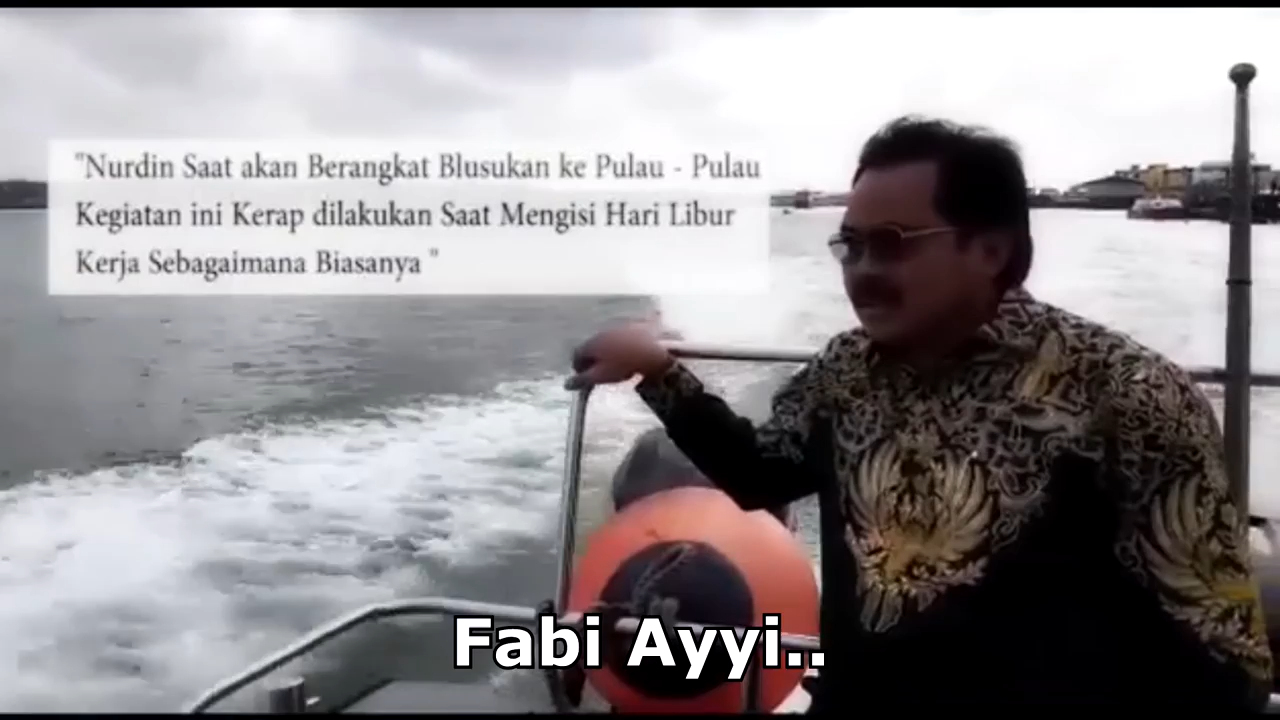 "Nurdin Saat akan Berangkat Blusukan ke Pulau - Pulau
Kegiatan ini Kerap dilakukan Saat Mengisi Hari Libur
Kerja Sebagaimana Biasanya "
Fabi Ayyi..